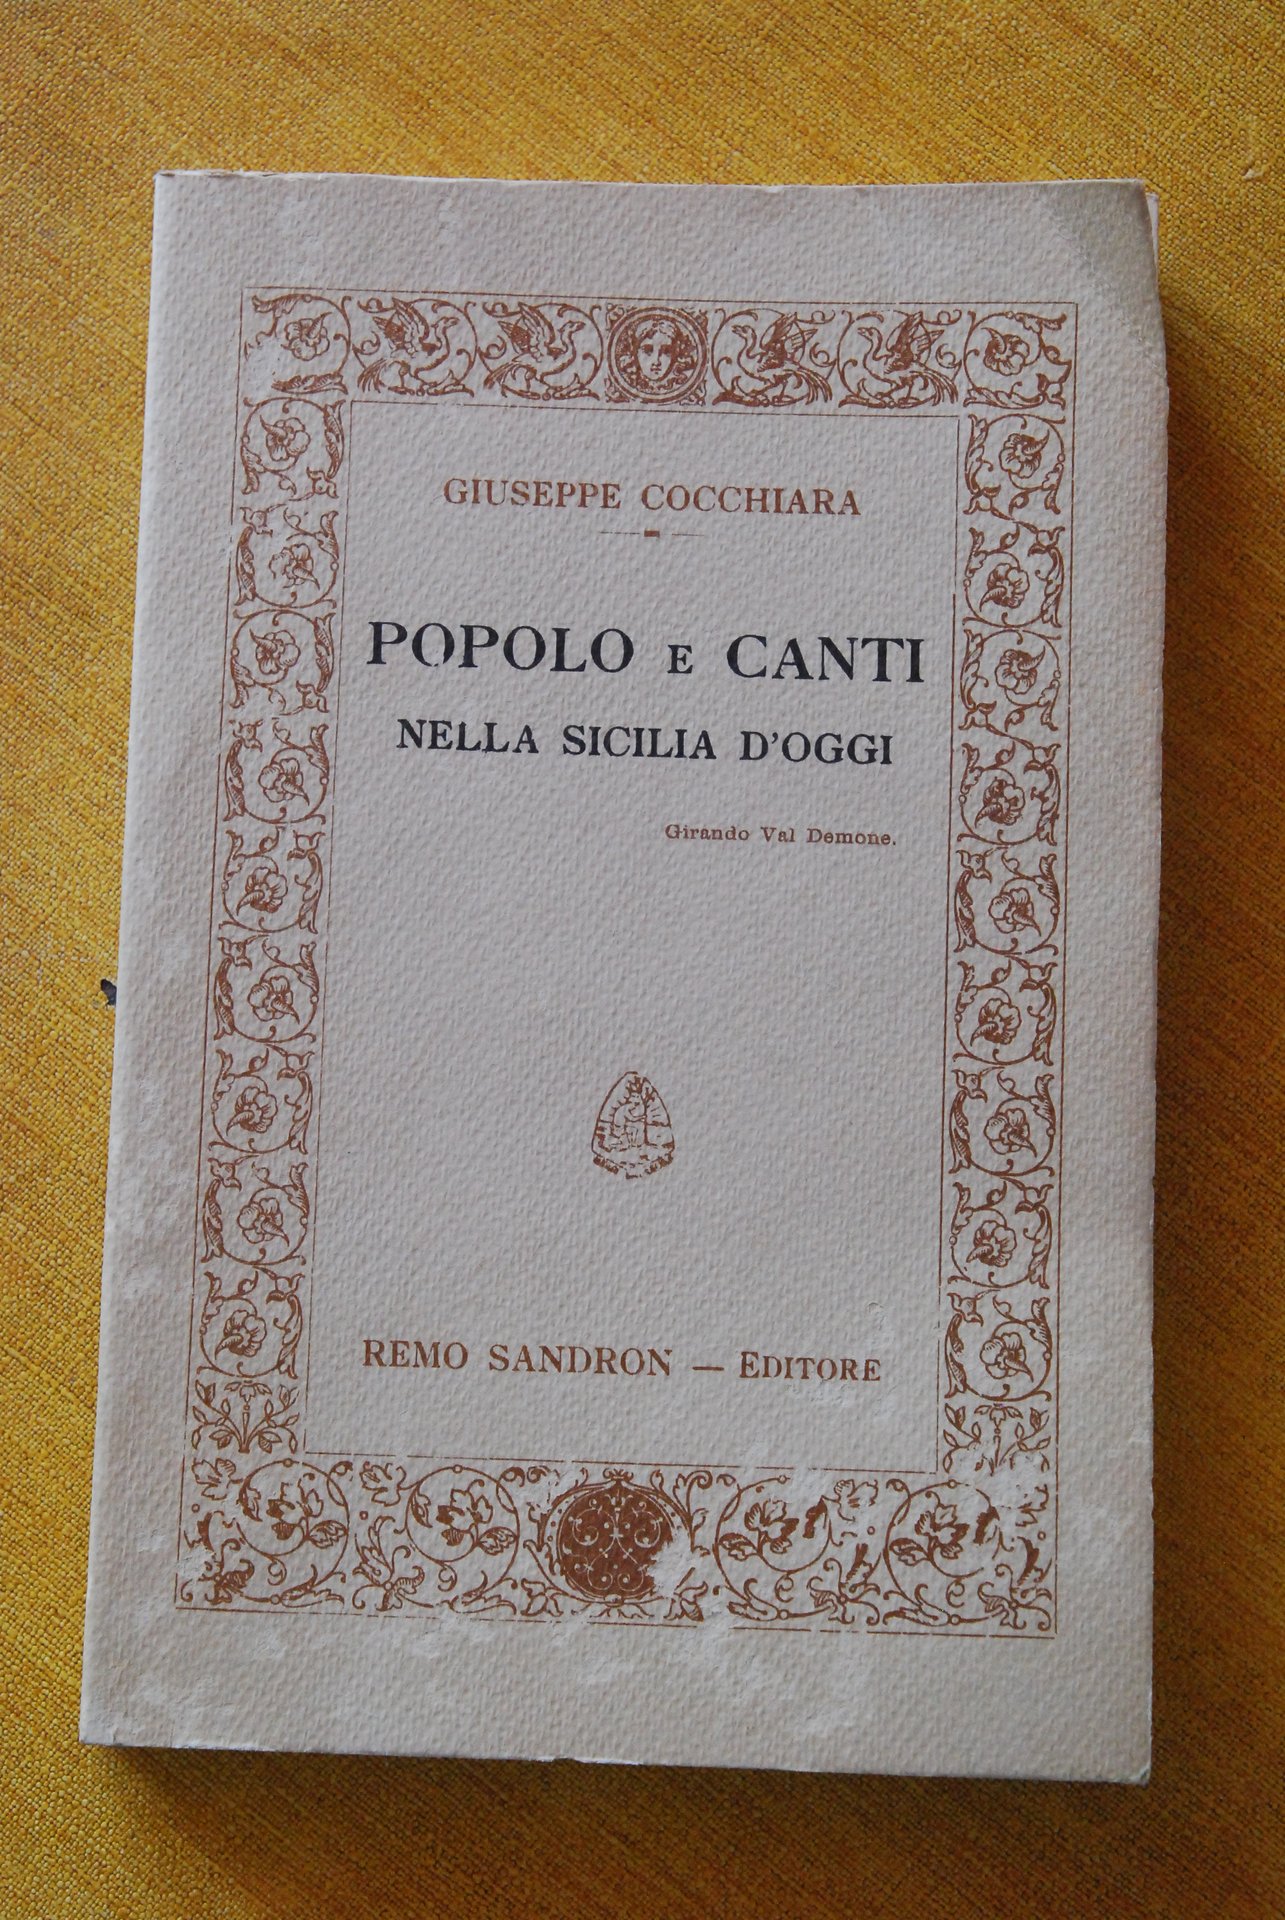 GIUSEPPE COCCHIARA
POPOLO E CANTI
NELLA SICILIA D'OGGI
Girando Val Demone.
REMO SANDRON — EDITORE